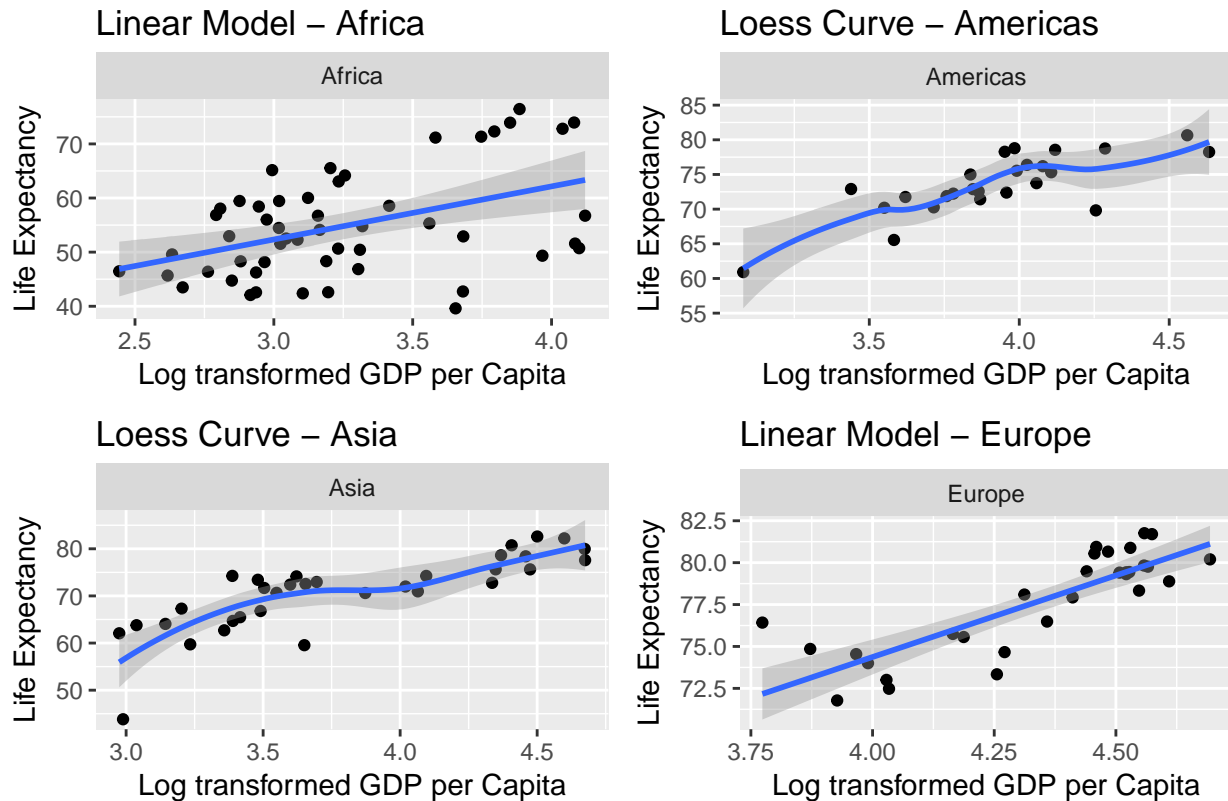 Linear Model – Africa
Africa
70
60
50
40
Life Expectancy
2.5 3.0 3.5 4.0
Log transformed GDP per Capita
Loess Curve – Americas
Americas
85
80
75
70
65
60
55
Life Expectancy
3.5 4.0 4.5
Log transformed GDP per Capita
Loess Curve – Asia
Asia
80
70
60
50
Life Expectancy
3.0 3.5 4.0 4.5
Log transformed GDP per Capita
Linear Model – Europe
Europe
82.5
80.0
77.5
75.0
72.5
Life Expectancy
3.75 4.00 4.25 4.50
Log transformed GDP per Capita